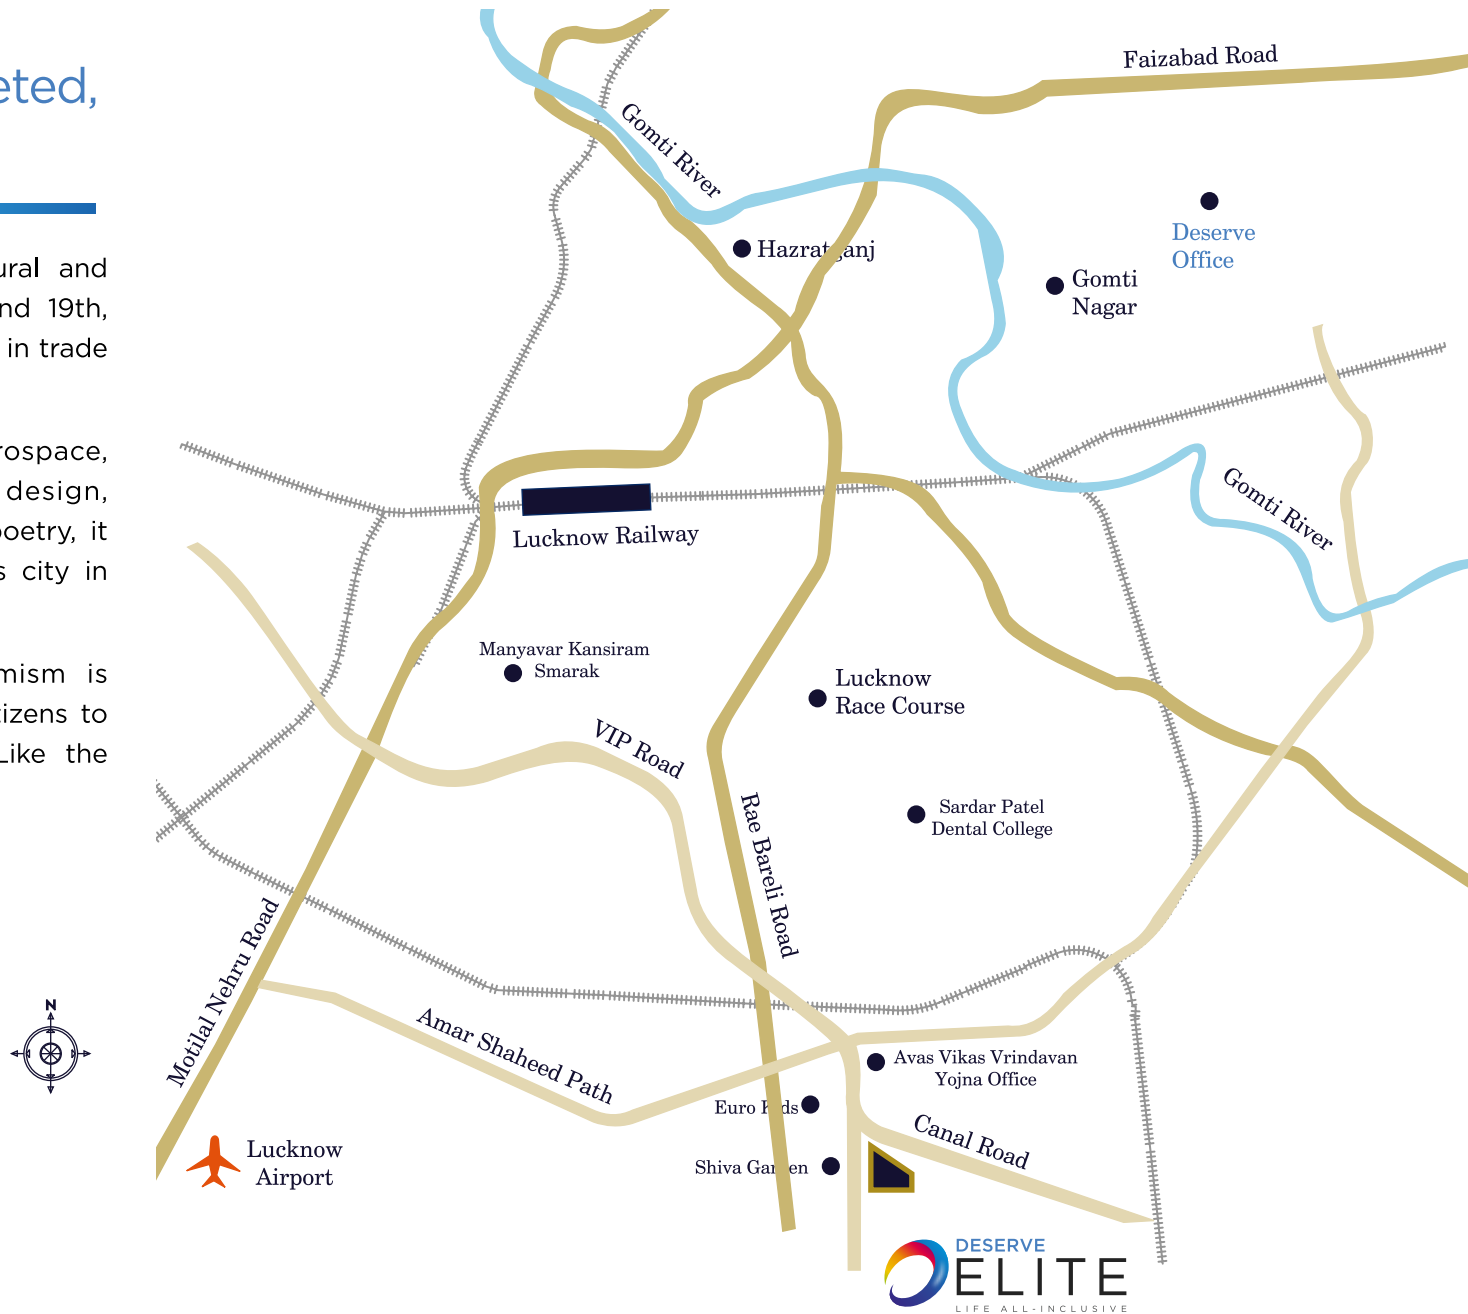 eted,
ural and
nd 19th,
in trade
rospace,
design,
poetry, it
s city in
mism is
tizens to
Like the
N
Faizabad Road
Gomti River
Deserve
Office
Hazratganj
Gomti
Nagar
Gomti River
Lucknow Railway
Manyavar Kansiram
Smarak
Lucknow
Race Course
VIP Road
Rae Bareli Road
Sardar Patel
Dental College
Motilal Nehru Road
Amar Shaheed Path
Avas Vikas Vrindavan
Yojna Office
Euro Kids
Canal Road
Lucknow
Airport
Shiva Garden
DESERVE
ELITE
LIFE ALL-INCLUSIVE